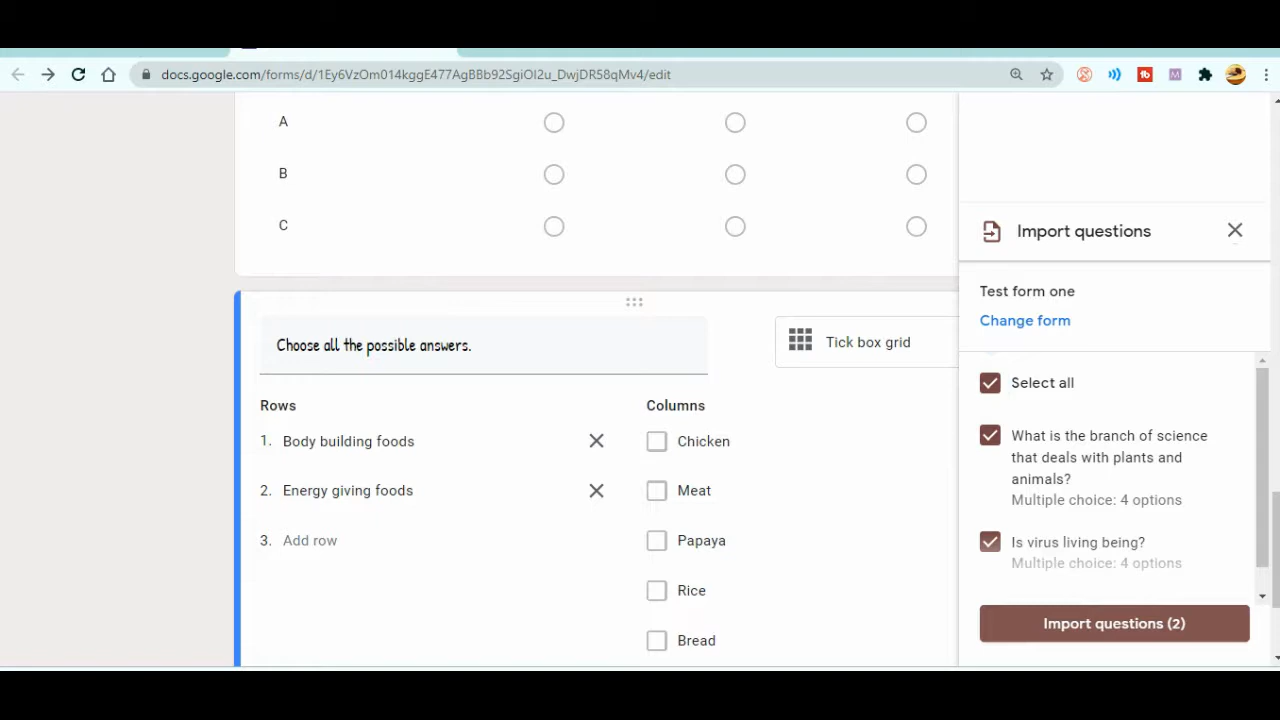 docs.google.com/forms/d/1Ey6VzOm014kggE477AgBBb92SgiOI2u_DwjDR58qMv4/edit
A
B
C
Import questions
Test form one
Change form
Choose all the possible answers.
Tick box grid
Select all
Rows
Columns
1. Body building foods
Chicken
What is the branch of science
that deals with plants and
animals?
Multiple choice: 4 options
2. Energy giving foods
Meat
3. Add row
Papaya
Is virus living being?
Multiple choice: 4 options
Rice
Bread
Import questions (2)